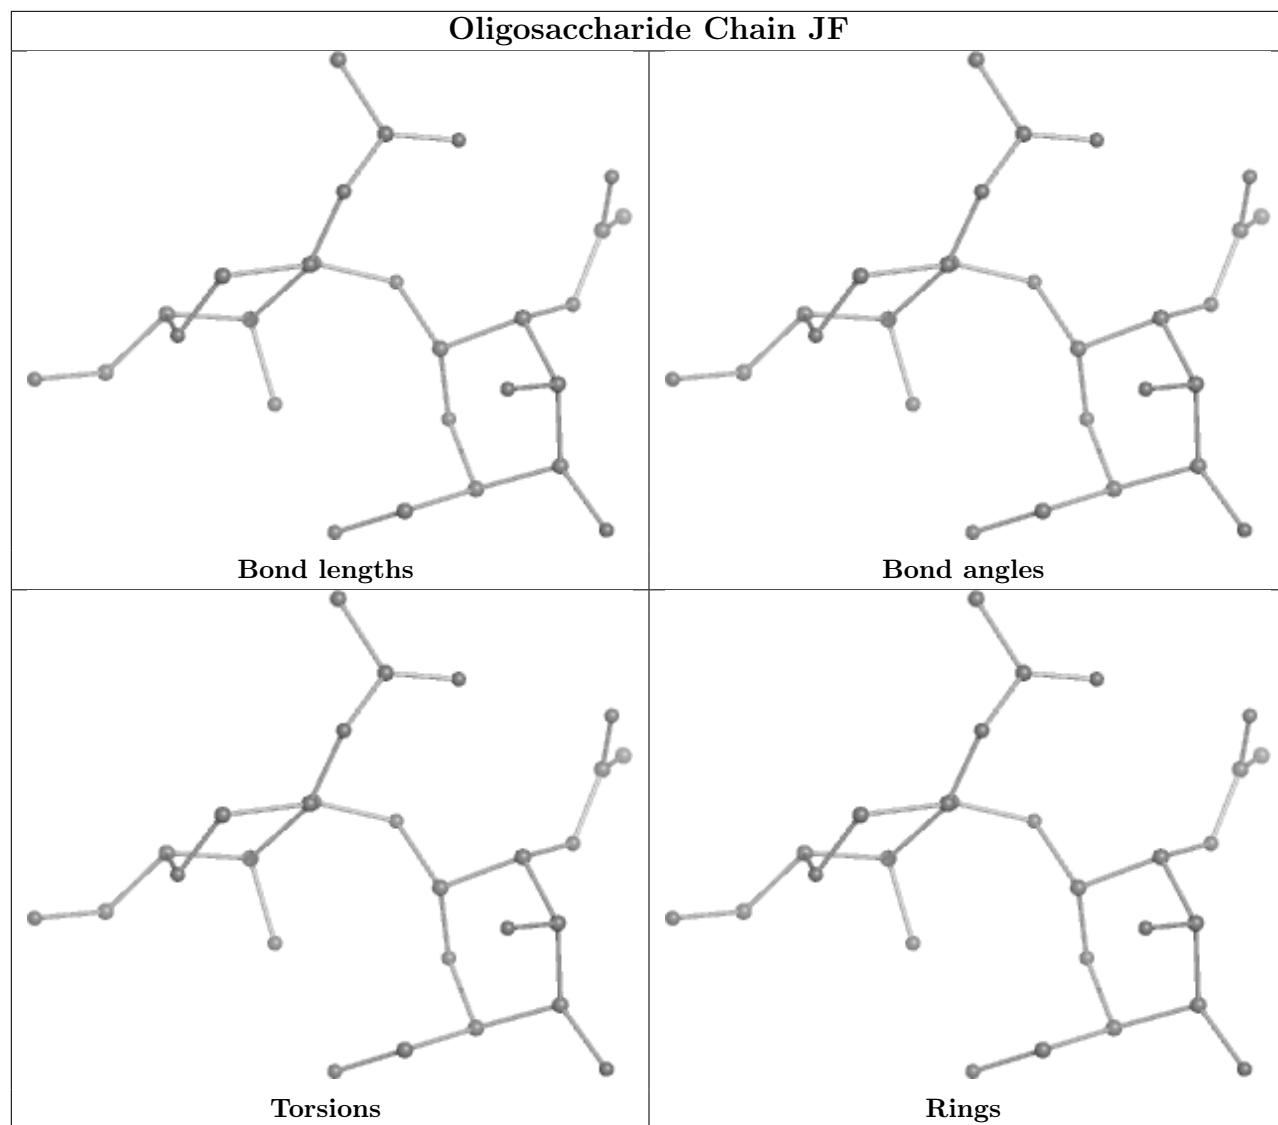 Oligosaccharide Chain JF
Bond lengths
Bond angles
Torsions
Rings